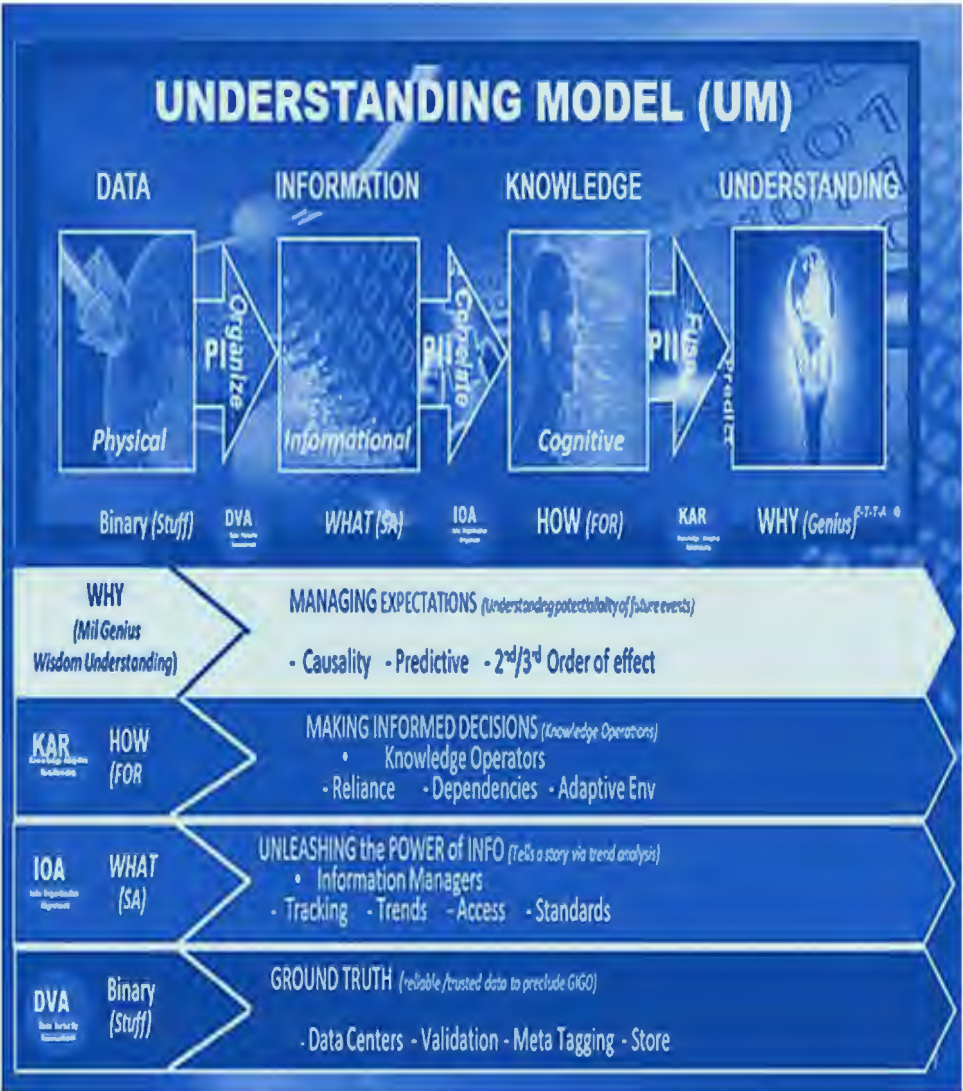 UNDERSTANDING MODEL (UM)
DATA INFORMATION KNOWLEDGE UNDERSTANDING
PI Organize PII Correlate PIII Fuse Predict
Physical Informational Cognitive
Binary (Stuff) DVA WHAT (SA) IOA HOW (FOR) KAR WHY (Genius)
WHY
(Mil Genius
Wisdom Understanding)
MANAGING EXPECTATIONS (Understanding potentiability of future events)
- Causality - Predictive - 2nd/3rd Order of effect
KAR HOW
(FOR
MAKING INFORMED DECISIONS (Knowledge Operations)
• Knowledge Operators
- Reliance - Dependencies - Adaptive Env
IOA WHAT
(SA)
UNLEASHING the POWER of INFO (Tells a story via trend analysis)
• Information Managers
- Tracking - Trends - Access - Standards
DVA Binary
(Stuff)
GROUND TRUTH (reliable/trusted data to preclude GIGO)
- Data Centers - Validation - Meta Tagging - Store